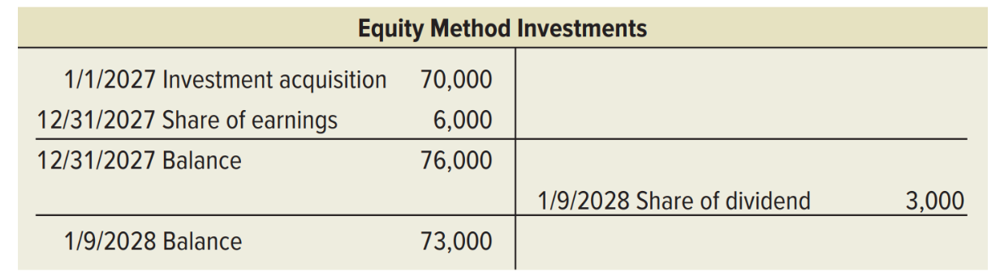 Equity Method Investments
1/1/2027 Investment acquisition 70,000
12/31/2027 Share of earnings 6,000
12/31/2027 Balance 76,000
1/9/2028 Share of dividend 3,000
1/9/2028 Balance 73,000